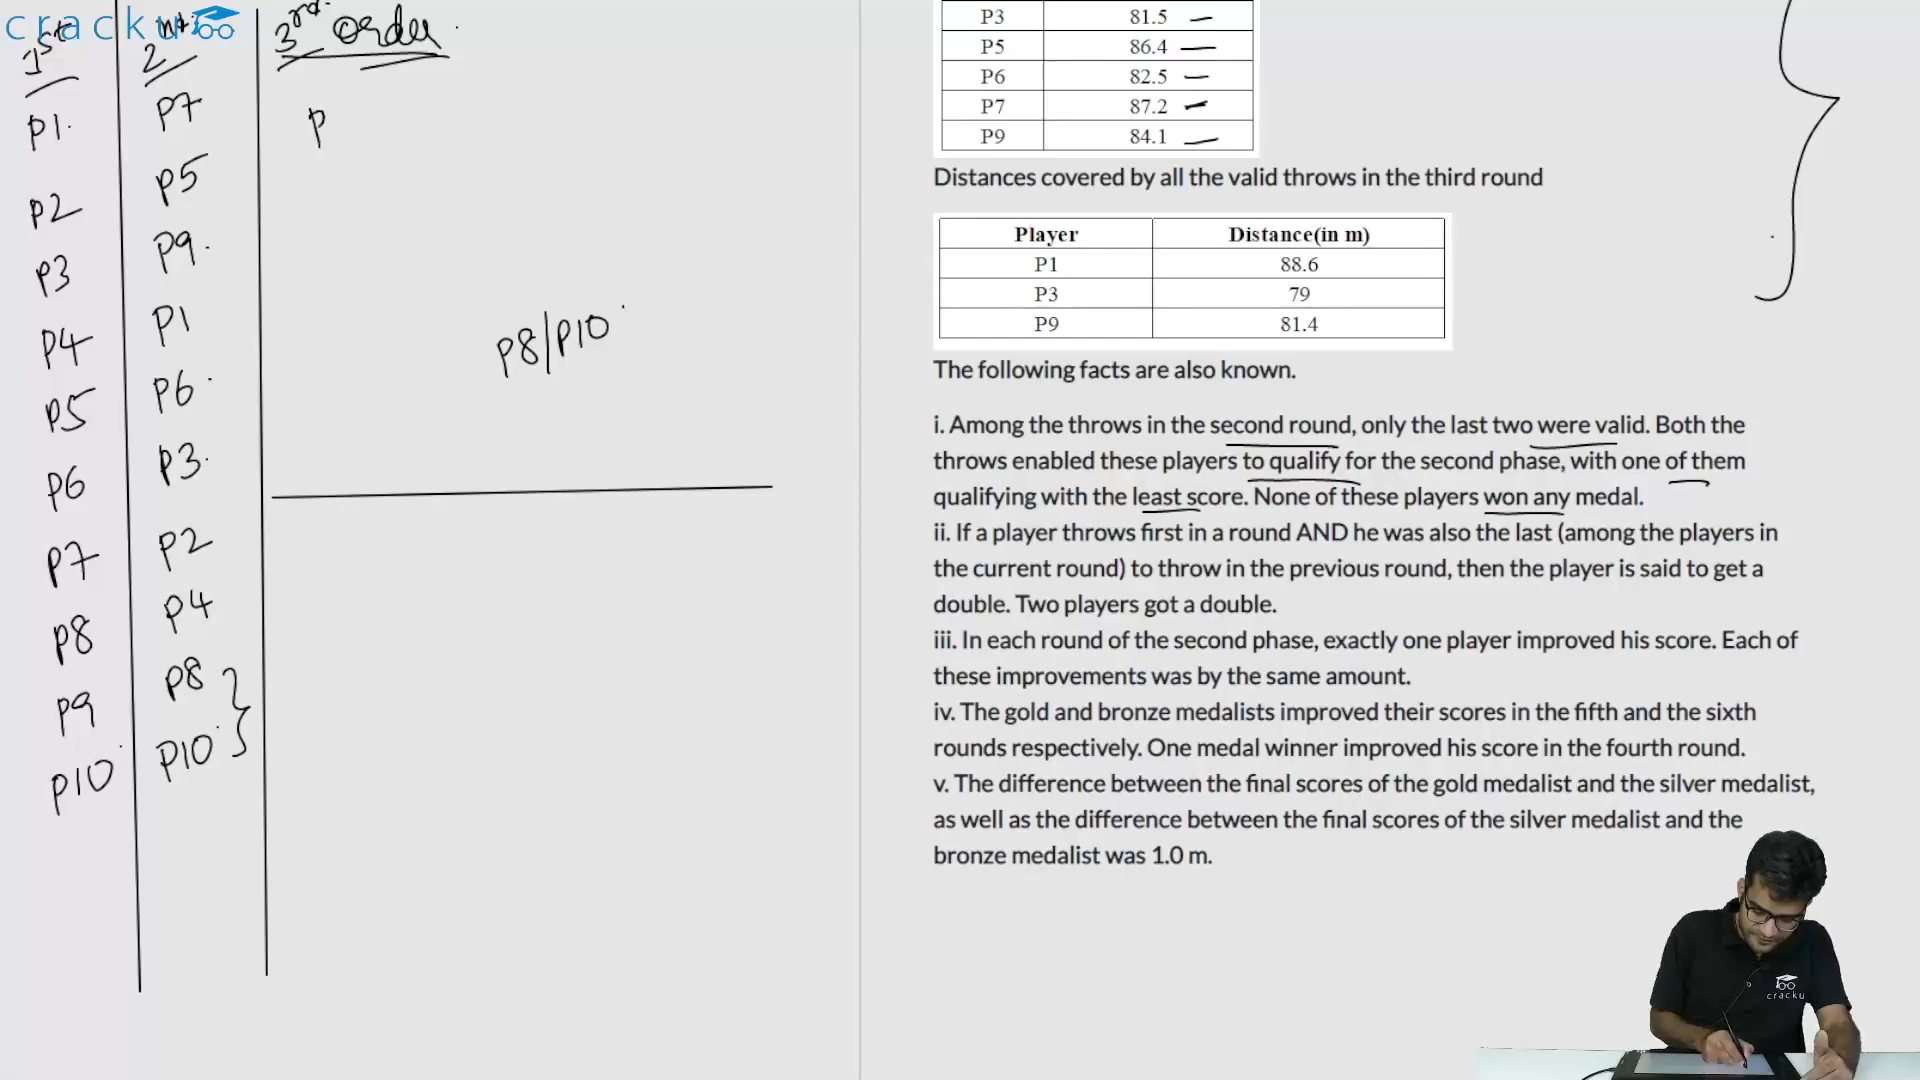 cracku
1st
P1.
P2
P3
P4
P5
P6
P7
P8
P9
P10
2nd
P7
P5
P9.
P1
P6.
P3.
P2
P4
P8
P10
3rd order
P
P8/P10
P3 81.5
P5 86.4
P6 82.5
P7 87.2
P9 84.1
Distances covered by all the valid throws in the third round
Player Distance(in m)
P1 88.6
P3 79
P9 81.4
The following facts are also known.
i. Among the throws in the second round, only the last two were valid. Both the
throws enabled these players to qualify for the second phase, with one of them
qualifying with the least score. None of these players won any medal.
ii. If a player throws first in a round AND he was also the last (among the players in
the current round) to throw in the previous round, then the player is said to get a
double. Two players got a double.
iii. In each round of the second phase, exactly one player improved his score. Each of
these improvements was by the same amount.
iv. The gold and bronze medalists improved their scores in the fifth and the sixth
rounds respectively. One medal winner improved his score in the fourth round.
v. The difference between the final scores of the gold medalist and the silver medalist,
as well as the difference between the final scores of the silver medalist and the
bronze medalist was 1.0 m.
cracku